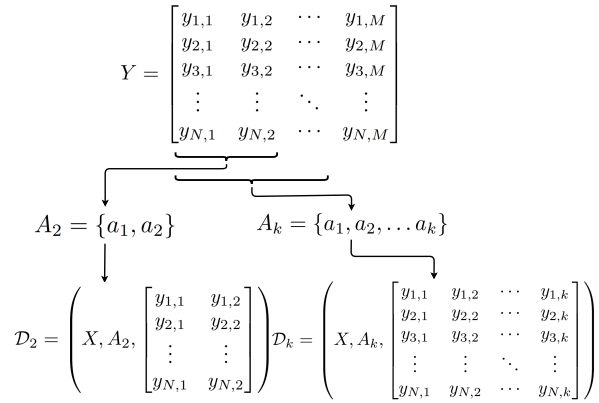 Y = [ y_{1,1} y_{1,2} ⋯ y_{1,M}
y_{2,1} y_{2,2} ⋯ y_{2,M}
y_{3,1} y_{3,2} ⋯ y_{3,M}
⋮ ⋮ ⋱ ⋮
y_{N,1} y_{N,2} ⋯ y_{N,M} ]
A_2 = {a_1, a_2}
A_k = {a_1, a_2, … a_k}
𝒟_2 = ( X, A_2, [ y_{1,1} y_{1,2}
y_{2,1} y_{2,2}
⋮ ⋮
y_{N,1} y_{N,2} ] )
𝒟_k = ( X, A_k, [ y_{1,1} y_{1,2} ⋯ y_{1,k}
y_{2,1} y_{2,2} ⋯ y_{2,k}
y_{3,1} y_{3,2} ⋯ y_{3,k}
⋮ ⋮ ⋱ ⋮
y_{N,1} y_{N,2} ⋯ y_{N,k} ] )